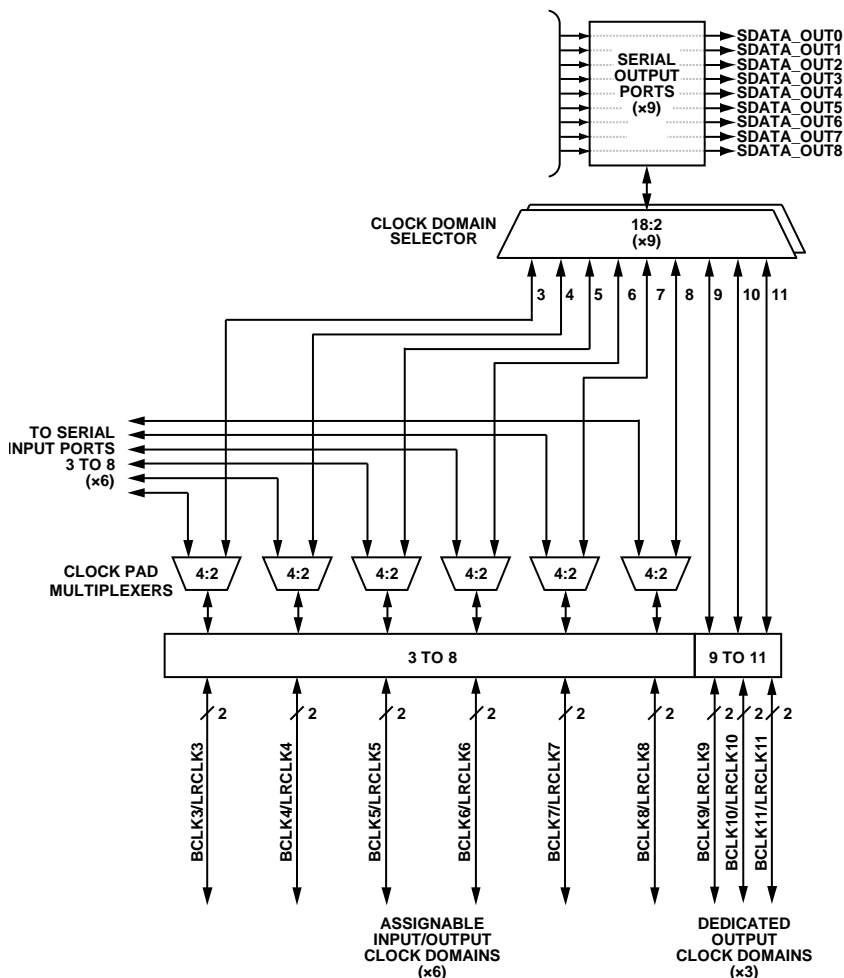 SDATA_OUT0
SDATA_OUT1
SDATA_OUT2
SDATA_OUT3
SDATA_OUT4
SDATA_OUT5
SDATA_OUT6
SDATA_OUT7
SDATA_OUT8
SERIAL
OUTPUT
PORTS
(×9)
CLOCK DOMAIN
SELECTOR
18:2
(×9)
3 4 5 6 7 8 9 10 11
TO SERIAL
INPUT PORTS
3 TO 8
(×6)
CLOCK PAD
MULTIPLEXERS
4:2 4:2 4:2 4:2 4:2 4:2
3 TO 8 9 TO 11
2 2 2 2 2 2 2 2 2
BCLK3/LRCLK3
BCLK4/LRCLK4
BCLK5/LRCLK5
BCLK6/LRCLK6
BCLK7/LRCLK7
BCLK8/LRCLK8
BCLK9/LRCLK9
BCLK10/LRCLK10
BCLK11/LRCLK11
ASSIGNABLE
INPUT/OUTPUT
CLOCK DOMAINS
(×6)
DEDICATED
OUTPUT
CLOCK DOMAINS
(×3)